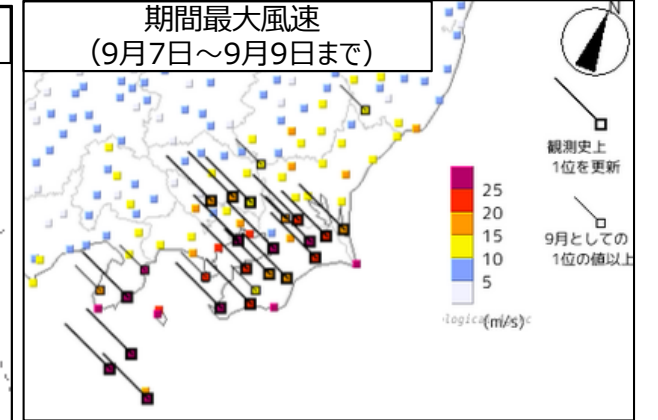 期間最大風速
（9月7日～9月9日まで）
N
観測史上
1位を更新
25
20
15
10
5
(m/s)
9月としての
1位の値以上